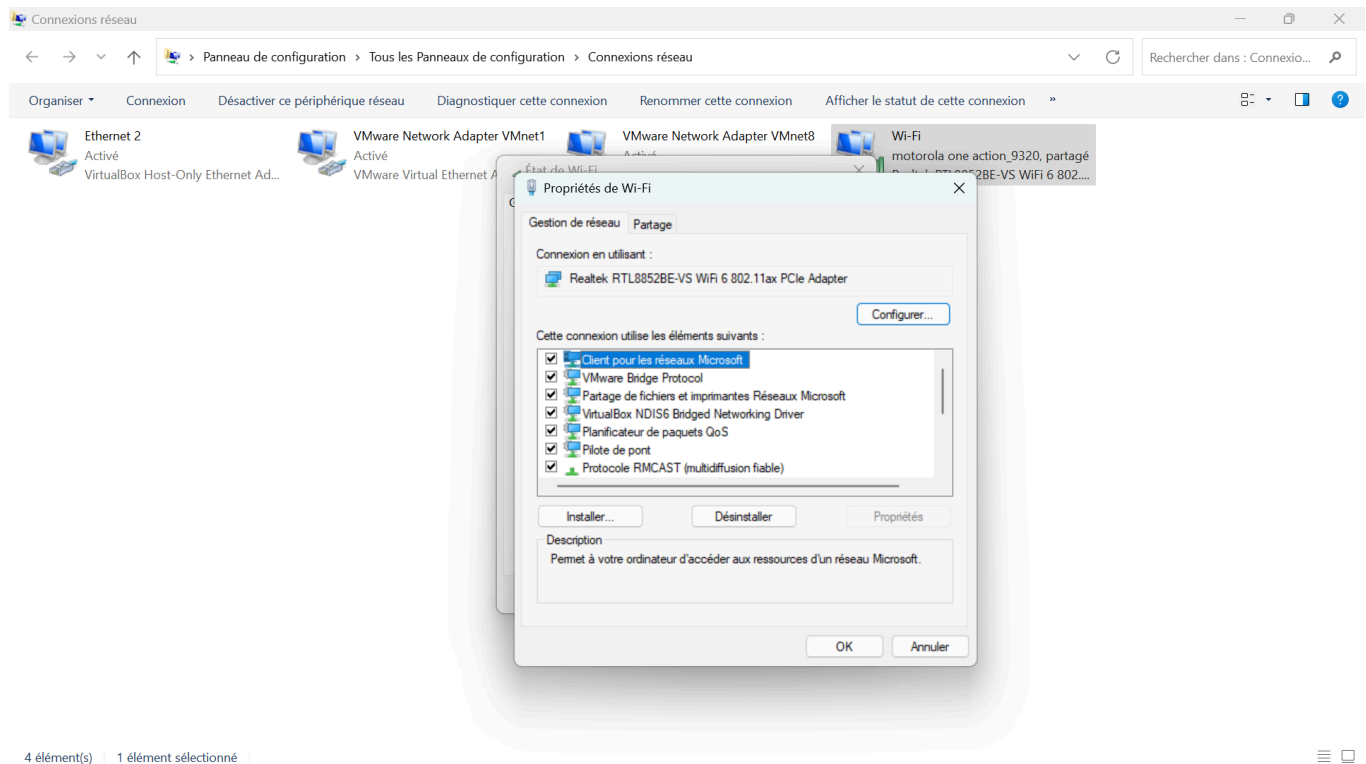 Connexions réseau
Panneau de configuration > Tous les Panneaux de configuration > Connexions réseau
Rechercher dans : Connexio...
Organiser Connexion Désactiver ce périphérique réseau Diagnostiquer cette connexion Renommer cette connexion Afficher le statut de cette connexion »
Ethernet 2
Activé
VirtualBox Host-Only Ethernet Ad...
VMware Network Adapter VMnet1
Activé
VMware Virtual Ethernet A
VMware Network Adapter VMnet8
Activé
Wi-Fi
motorola one action_9320, partagé
Realtek RTL8852BE-VS WiFi 6 802....
État de Wi-Fi
Propriétés de Wi-Fi
Gestion de réseau Partage
Connexion en utilisant :
Realtek RTL8852BE-VS WiFi 6 802.11ax PCIe Adapter
Configurer...
Cette connexion utilise les éléments suivants :
Client pour les réseaux Microsoft
VMware Bridge Protocol
Partage de fichiers et imprimantes Réseaux Microsoft
VirtualBox NDIS6 Bridged Networking Driver
Planificateur de paquets QoS
Pilote de pont
Protocole RMCAST (multidiffusion fiable)
Installer... Désinstaller Propriétés
Description
Permet à votre ordinateur d'accéder aux ressources d'un réseau Microsoft.
OK Annuler
4 élément(s) 1 élément sélectionné